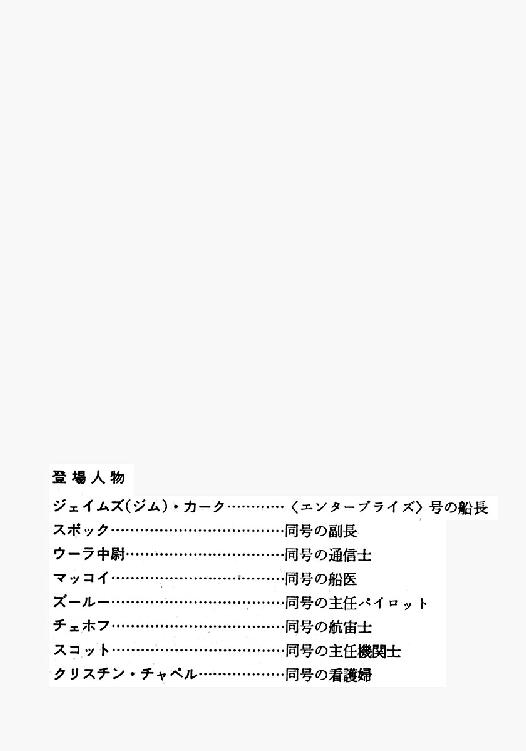 登場人物
ジェイムズ(ジム)・カーク…………〈エンタープライズ〉号の船長
スポック………………………………同号の副長
ウーラ中尉……………………………同号の通信士
マッコイ………………………………同号の船医
ズールー………………………………同号の主任パイロット
チェホフ………………………………同号の航宙士
スコット………………………………同号の主任機関士
クリスチン・チャペル………………同号の看護婦